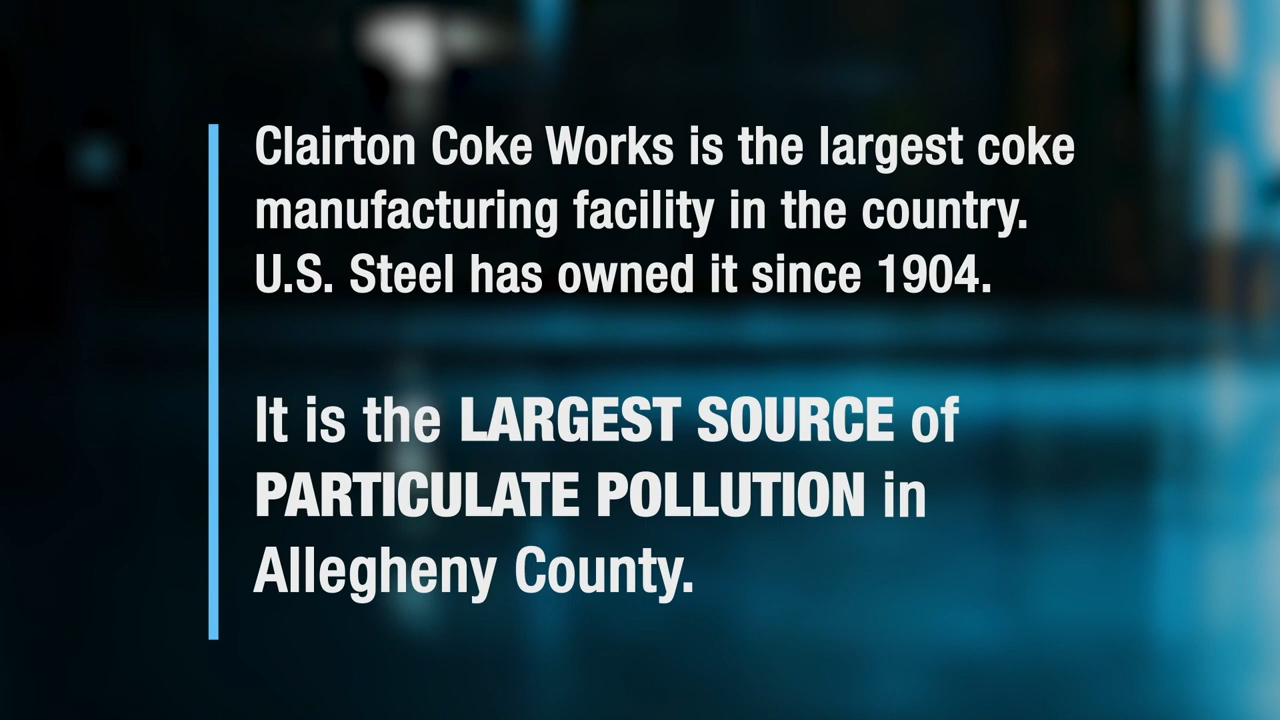 Clairton Coke Works is the largest coke
manufacturing facility in the country.
U.S. Steel has owned it since 1904.
It is the LARGEST SOURCE of
PARTICULATE POLLUTION in
Allegheny County.